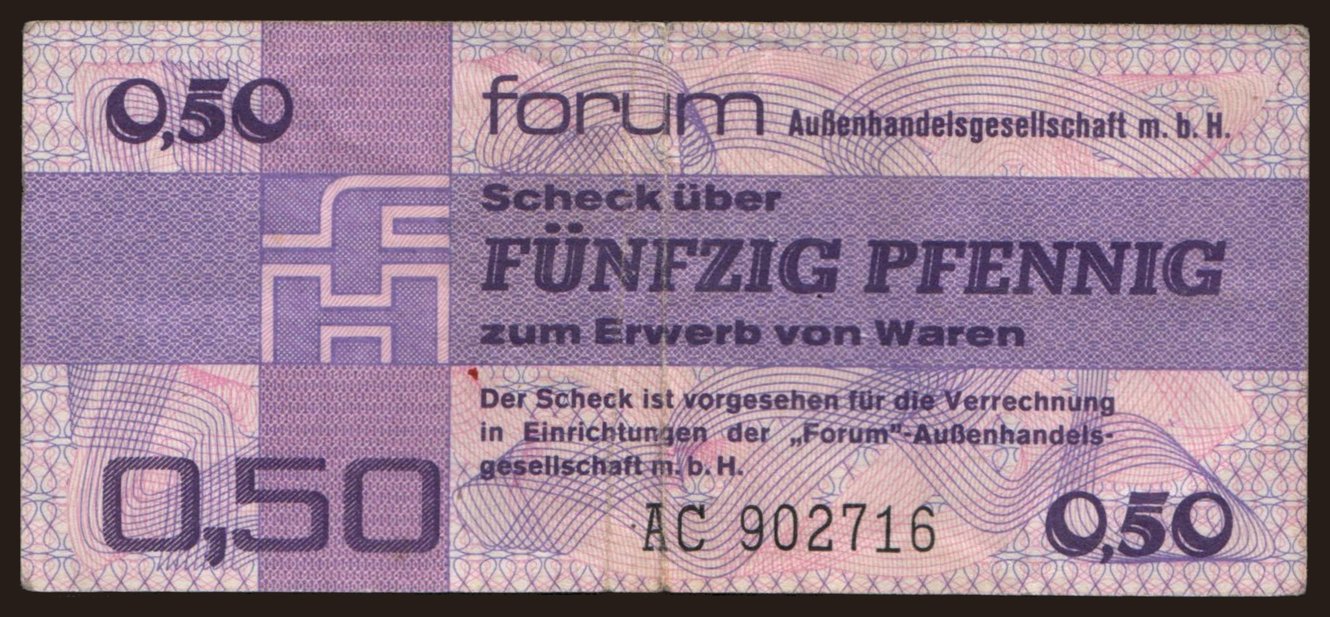 0,50
forum Außenhandelsgesellschaft m. b. H.
Scheck über
FÜNFZIG PFENNIG
zum Erwerb von Waren
Der Scheck ist vorgesehen für die Verrechnung
in Einrichtungen der „Forum"-Außenhandels-
gesellschaft m. b. H.
0,50
AC 902716
0,50